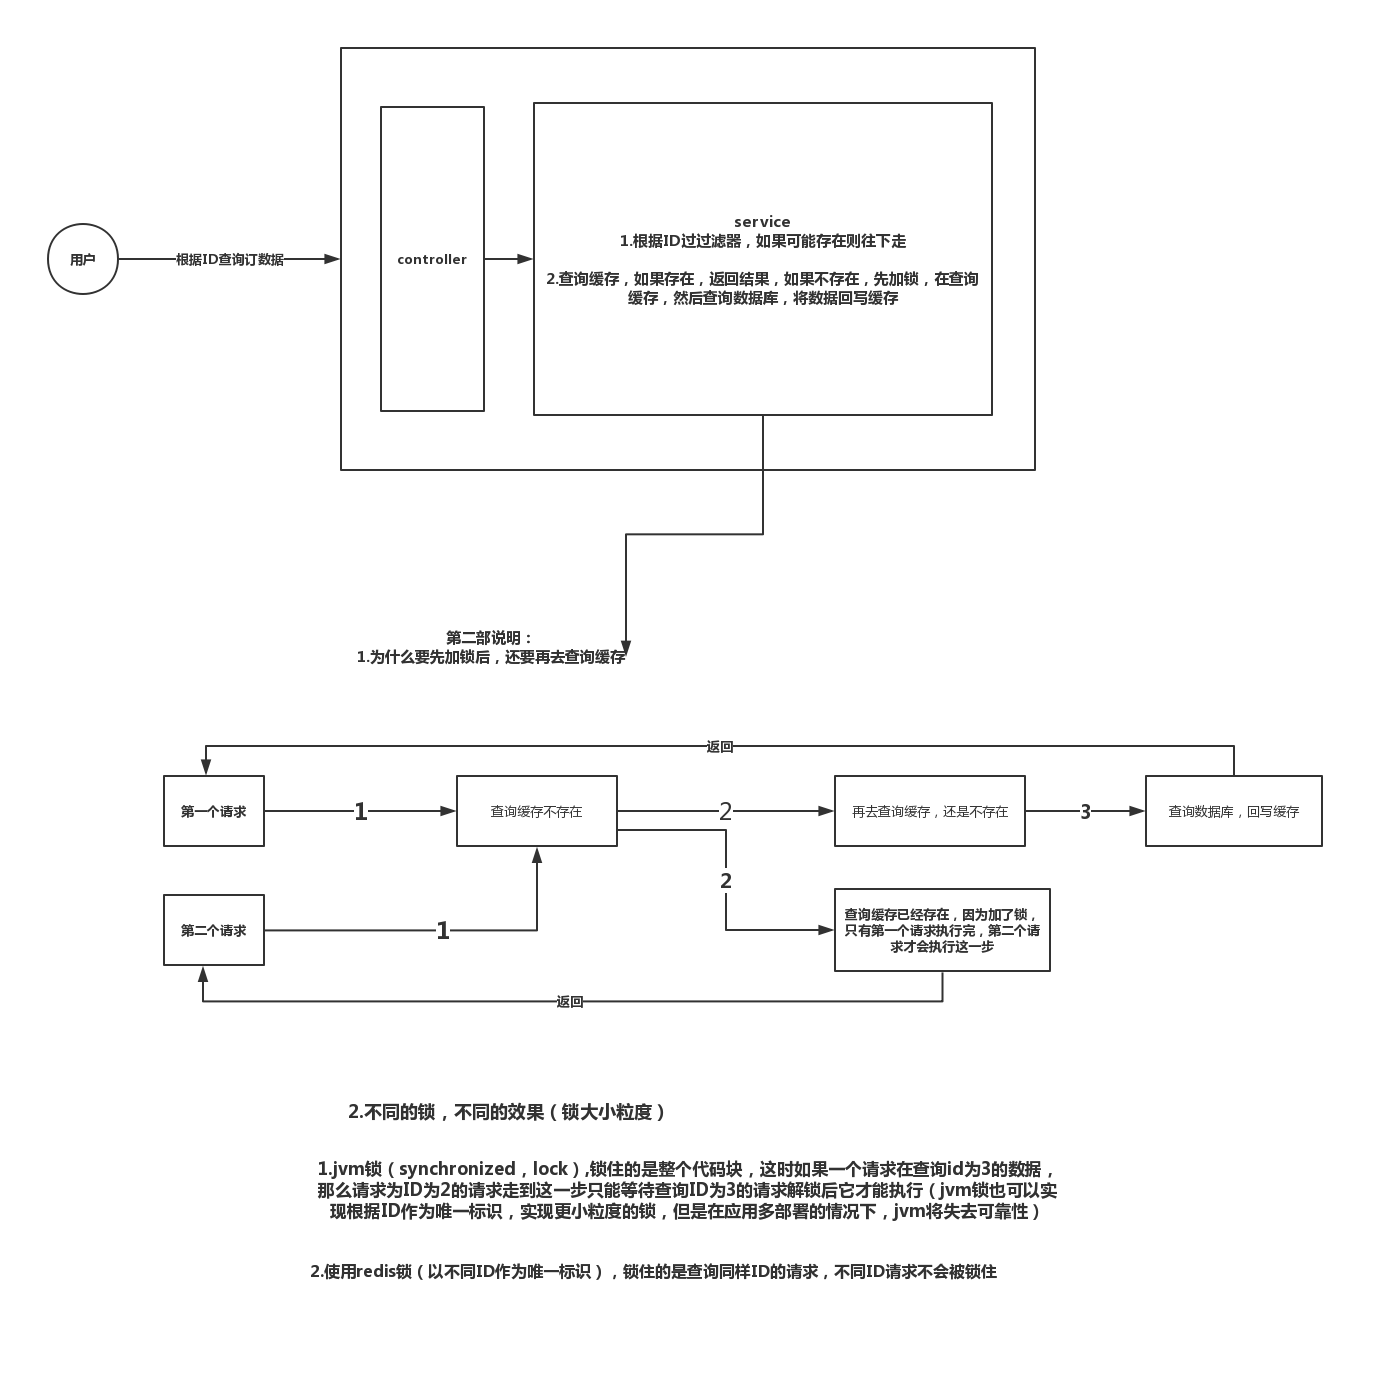 用户
根据ID查询订数据
controller
service
1.根据ID过过滤器，如果可能存在则往下走
2.查询缓存，如果存在，返回结果，如果不存在，先加锁，在查询
缓存，然后查询数据库，将数据回写缓存
第二部说明：
1.为什么要先加锁后，还要再去查询缓存
返回
第一个请求
1
查询缓存不存在
2
再去查询缓存，还是不存在
3
查询数据库，回写缓存
2
第二个请求
1
查询缓存已经存在，因为加了锁，
只有第一个请求执行完，第二个请
求才会执行这一步
返回
2.不同的锁，不同的效果（锁大小粒度）
1.jvm锁（synchronized，lock）,锁住的是整个代码块，这时如果一个请求在查询id为3的数据，
那么请求为ID为2的请求走到这一步只能等待查询ID为3的请求解锁后它才能执行（jvm锁也可以实
现根据ID作为唯一标识，实现更小粒度的锁，但是在应用多部署的情况下，jvm将失去可靠性）
2.使用redis锁（以不同ID作为唯一标识），锁住的是查询同样ID的请求，不同ID请求不会被锁住